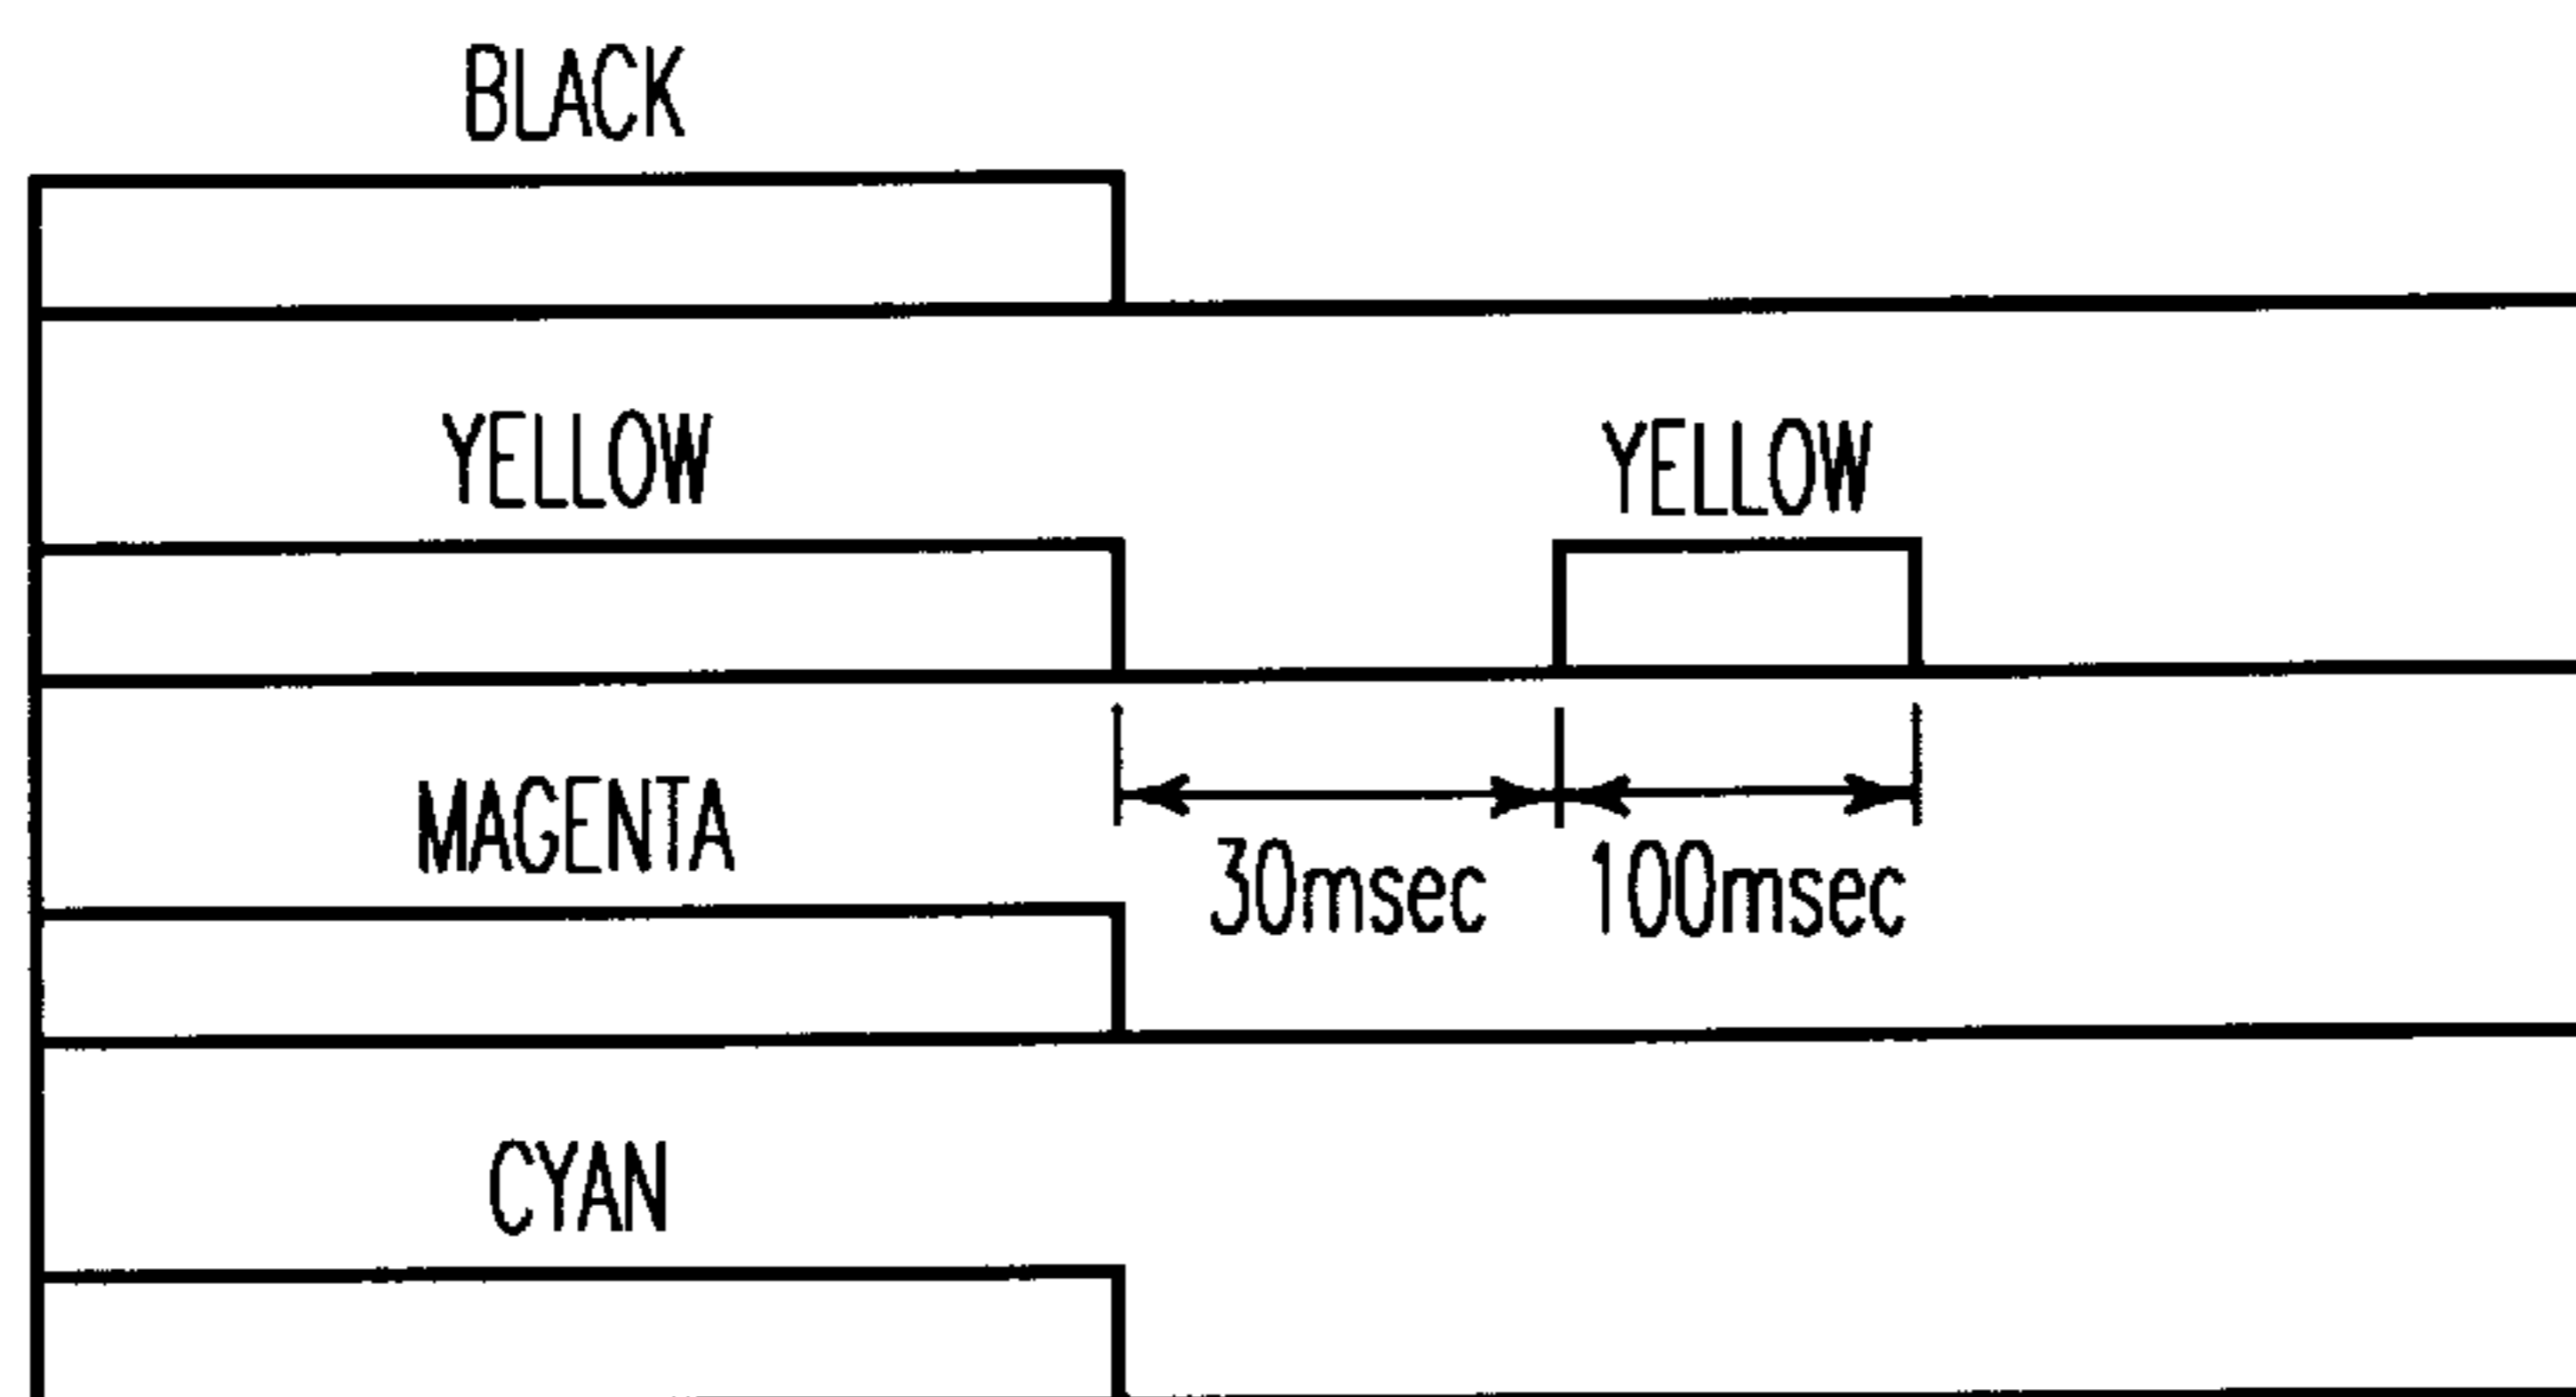 BLACK
YELLOW YELLOW
30msec 100msec
MAGENTA
CYAN